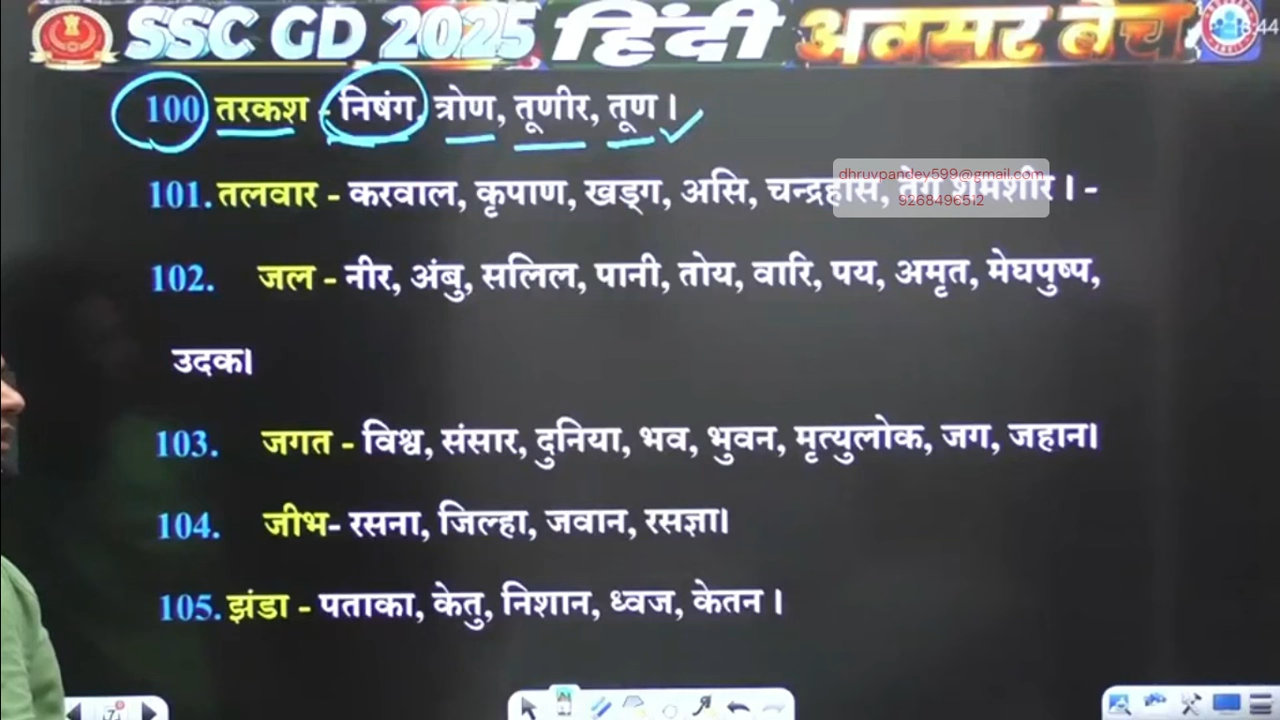 SSC GD 2025 हिंदी अवसर बैच
100 तरकश - निषंग, त्रोण, तूणीर, तूण ।
101. तलवार - करवाल, कृपाण, खड्ग, असि, चन्द्रहास, तेग शमशीर । -
dhruvpandey599@gmail.com
9268496512
102. जल - नीर, अंबु, सलिल, पानी, तोय, वारि, पय, अमृत, मेघपुष्प,
उदक।
103. जगत - विश्व, संसार, दुनिया, भव, भुवन, मृत्युलोक, जग, जहान।
104. जीभ- रसना, जिल्हा, जवान, रसज्ञा।
105. झंडा - पताका, केतु, निशान, ध्वज, केतन ।